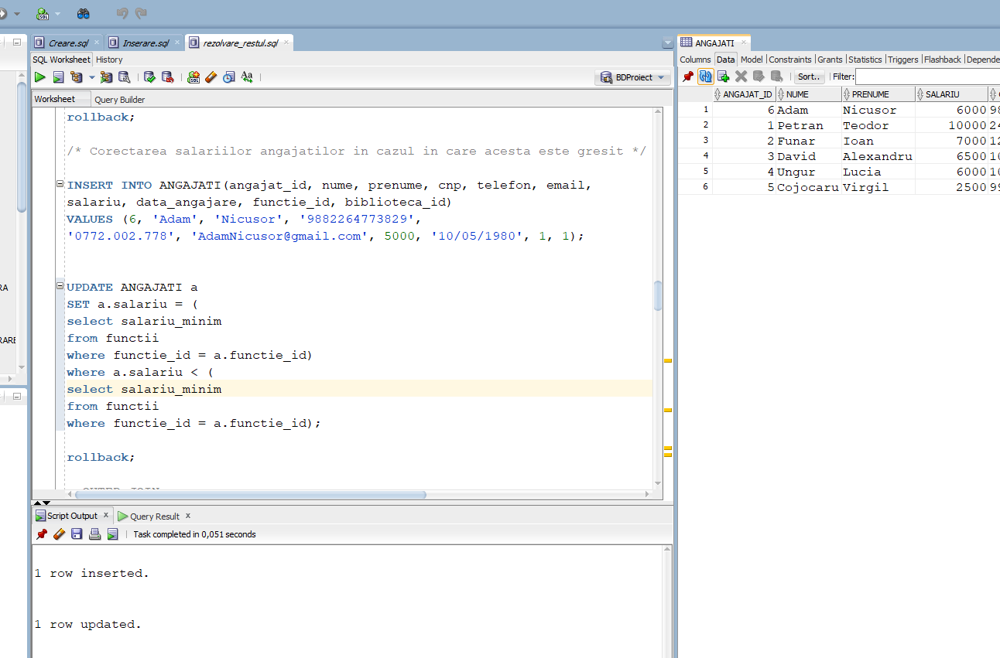 Creare.sql
Inserare.sql
rezolvare_restul.sql
SQL Worksheet History
BDProiect
Worksheet Query Builder
rollback;
/* Corectarea salariilor angajatilor in cazul in care acesta este gresit */
INSERT INTO ANGAJATI(angajat_id, nume, prenume, cnp, telefon, email,
salariu, data_angajare, functie_id, biblioteca_id)
VALUES (6, 'Adam', 'Nicusor', '9882264773829',
'0772.002.778', 'AdamNicusor@gmail.com', 5000, '10/05/1980', 1, 1);
UPDATE ANGAJATI a
SET a.salariu = (
select salariu_minim
from functii
where functie_id = a.functie_id)
where a.salariu < (
select salariu_minim
from functii
where functie_id = a.functie_id);
rollback;
OUTER JOIN
Script Output Query Result
Task completed in 0,051 seconds
1 row inserted.
1 row updated.
ANGAJATI
Columns Data Model Constraints Grants Statistics Triggers Flashback Depende
Sort.. Filter:
ANGAJAT_ID NUME PRENUME SALARIU
1 6 Adam Nicusor 6000 98
2 1 Petran Teodor 10000 24
3 2 Funar Ioan 7000 12
4 3 David Alexandru 6500 10
5 4 Ungur Lucia 6000 10
6 5 Cojocaru Virgil 2500 99
RA
RARE